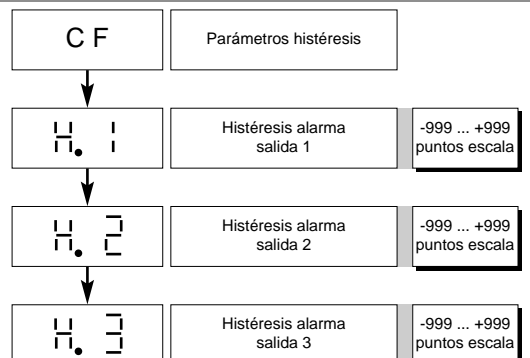 C F
Parámetros histéresis
H. 1
Histéresis alarma
salida 1
-999 ... +999
puntos escala
H. 2
Histéresis alarma
salida 2
-999 ... +999
puntos escala
H. 3
Histéresis alarma
salida 3
-999 ... +999
puntos escala